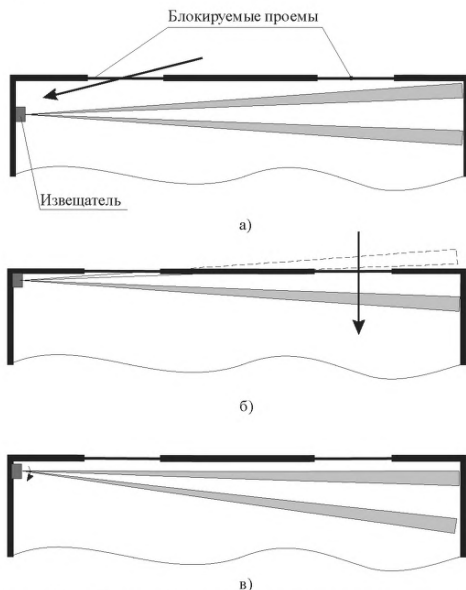 Блокируемые проемы
Извещатель
а)
б)
в)